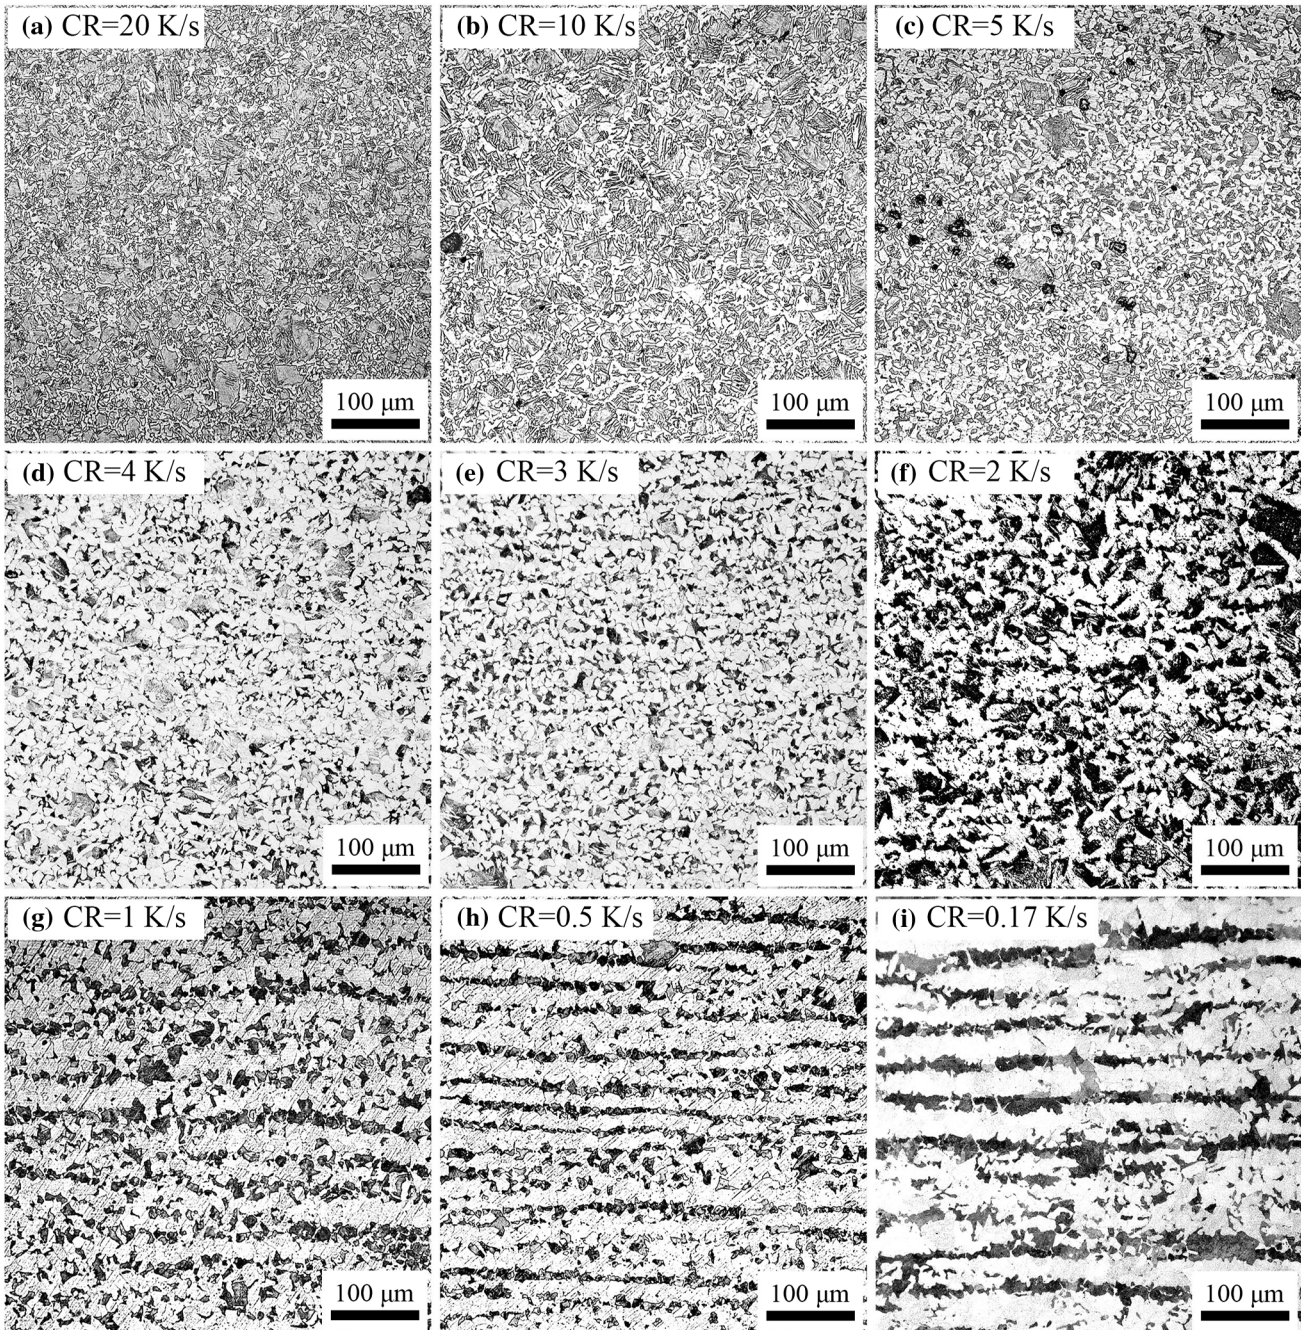 (a) CR=20 K/s
(b) CR=10 K/s
(c) CR=5 K/s
100 μm
100 μm
100 μm
(d) CR=4 K/s
(e) CR=3 K/s
(f) CR=2 K/s
100 μm
100 μm
100 μm
(g) CR=1 K/s
(h) CR=0.5 K/s
(i) CR=0.17 K/s
100 μm
100 μm
100 μm